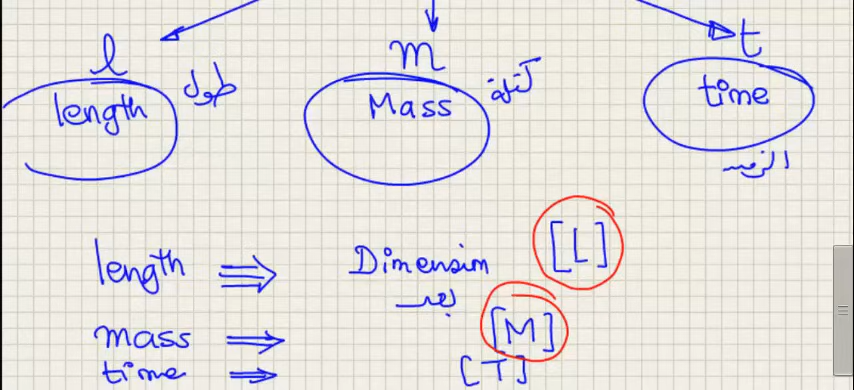 l m t
length طول Mass كتلة time
الزمن
length ⇒ Dimension [L]
بعد
mass ⇒ [M]
time ⇒ [T]